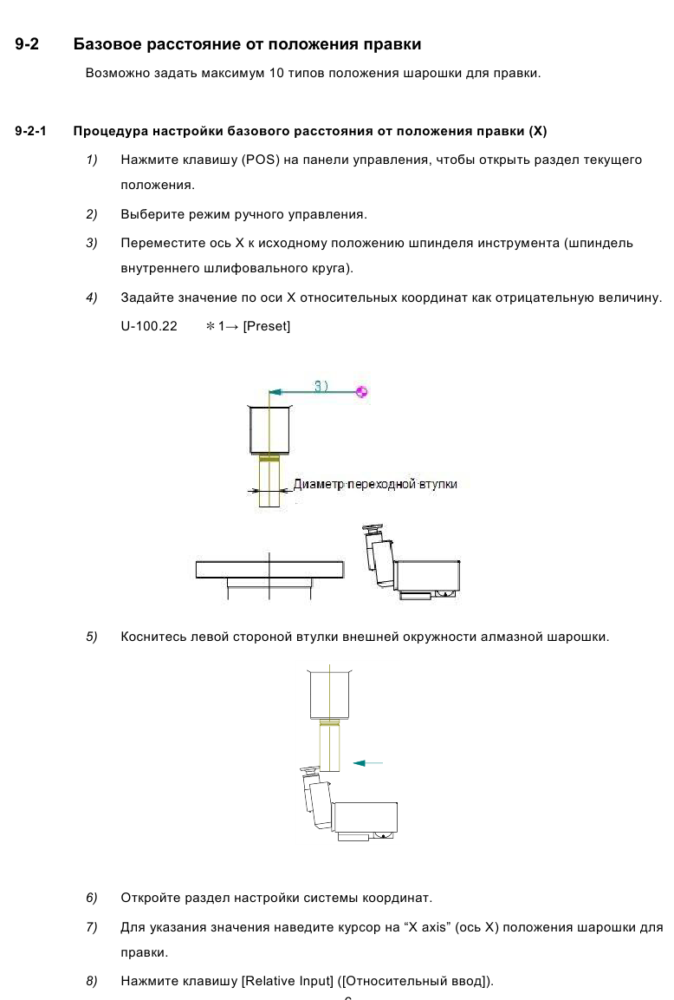 9-2 Базовое расстояние от положения правки
Возможно задать максимум 10 типов положения шарошки для правки.
9-2-1 Процедура настройки базового расстояния от положения правки (X)
1) Нажмите клавишу (POS) на панели управления, чтобы открыть раздел текущего
положения.
2) Выберите режим ручного управления.
3) Переместите ось X к исходному положению шпинделя инструмента (шпиндель
внутреннего шлифовального круга).
4) Задайте значение по оси X относительных координат как отрицательную величину.
U-100.22 ＊1→ [Preset]
3)
Диаметр переходной втулки
5) Коснитесь левой стороной втулки внешней окружности алмазной шарошки.
6) Откройте раздел настройки системы координат.
7) Для указания значения наведите курсор на “X axis” (ось X) положения шарошки для
правки.
8) Нажмите клавишу [Relative Input] ([Относительный ввод]).